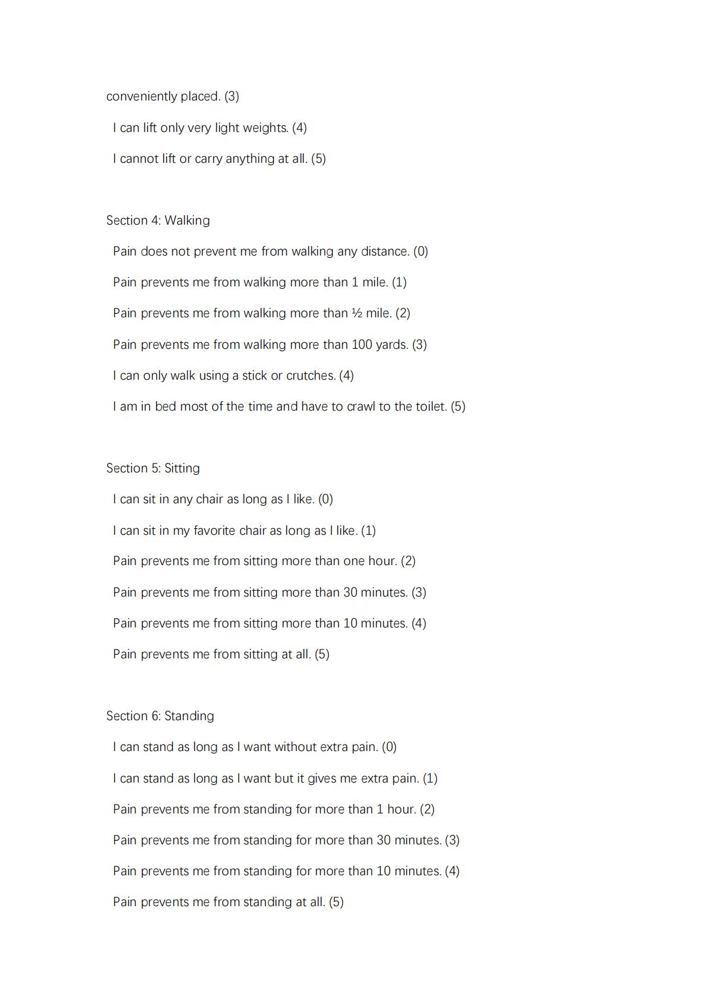 conveniently placed. (3)
I can lift only very light weights. (4)
I cannot lift or carry anything at all. (5)
Section 4: Walking
Pain does not prevent me from walking any distance. (0)
Pain prevents me from walking more than 1 mile. (1)
Pain prevents me from walking more than ½ mile. (2)
Pain prevents me from walking more than 100 yards. (3)
I can only walk using a stick or crutches. (4)
I am in bed most of the time and have to crawl to the toilet. (5)
Section 5: Sitting
I can sit in any chair as long as I like. (0)
I can sit in my favorite chair as long as I like. (1)
Pain prevents me from sitting more than one hour. (2)
Pain prevents me from sitting more than 30 minutes. (3)
Pain prevents me from sitting more than 10 minutes. (4)
Pain prevents me from sitting at all. (5)
Section 6: Standing
I can stand as long as I want without extra pain. (0)
I can stand as long as I want but it gives me extra pain. (1)
Pain prevents me from standing for more than 1 hour. (2)
Pain prevents me from standing for more than 30 minutes. (3)
Pain prevents me from standing for more than 10 minutes. (4)
Pain prevents me from standing at all. (5)